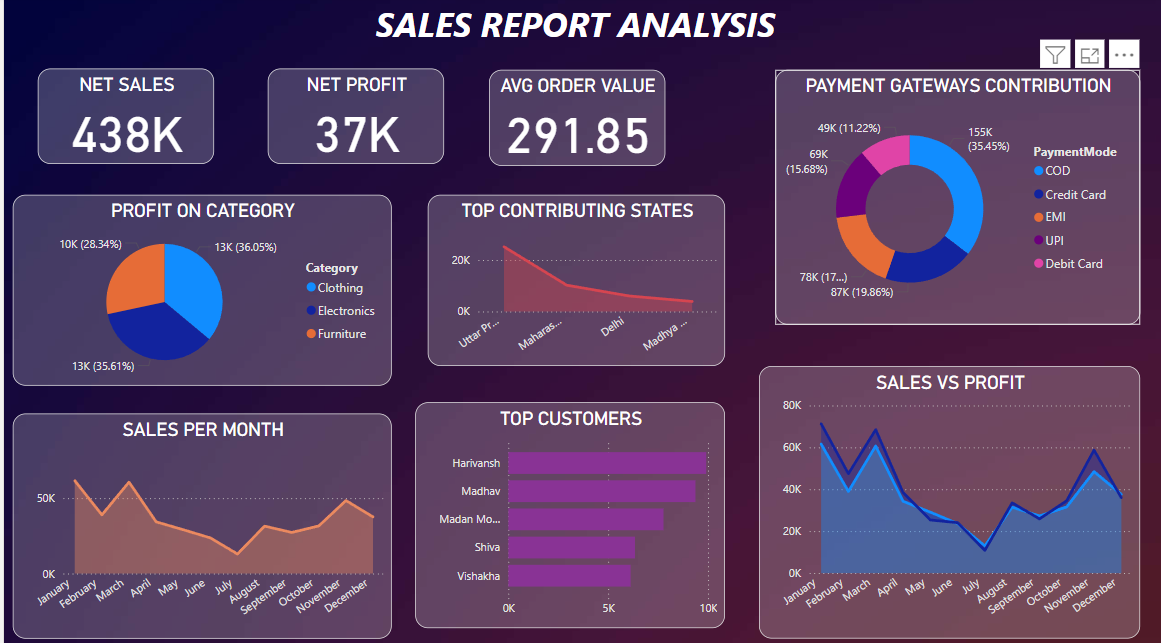 SALES REPORT ANALYSIS
NET SALES
438K
NET PROFIT
37K
AVG ORDER VALUE
291.85
PAYMENT GATEWAYS CONTRIBUTION
155K
(35.45%)
87K (19.86%)
78K (17...)
69K
(15.68%)
49K (11.22%)
PaymentMode
COD
Credit Card
EMI
UPI
Debit Card
PROFIT ON CATEGORY
13K (36.05%)
13K (35.61%)
10K (28.34%)
Category
Clothing
Electronics
Furniture
TOP CONTRIBUTING STATES
20K
0K
Uttar Pr...
Maharas...
Delhi
Madhya ...
SALES PER MONTH
50K
0K
January
February
March
April
May
June
July
August
September
October
November
December
TOP CUSTOMERS
Harivansh
Madhav
Madan Mo...
Shiva
Vishakha
0K
5K
10K
SALES VS PROFIT
80K
60K
40K
20K
0K
January
February
March
April
May
June
July
August
September
October
November
December